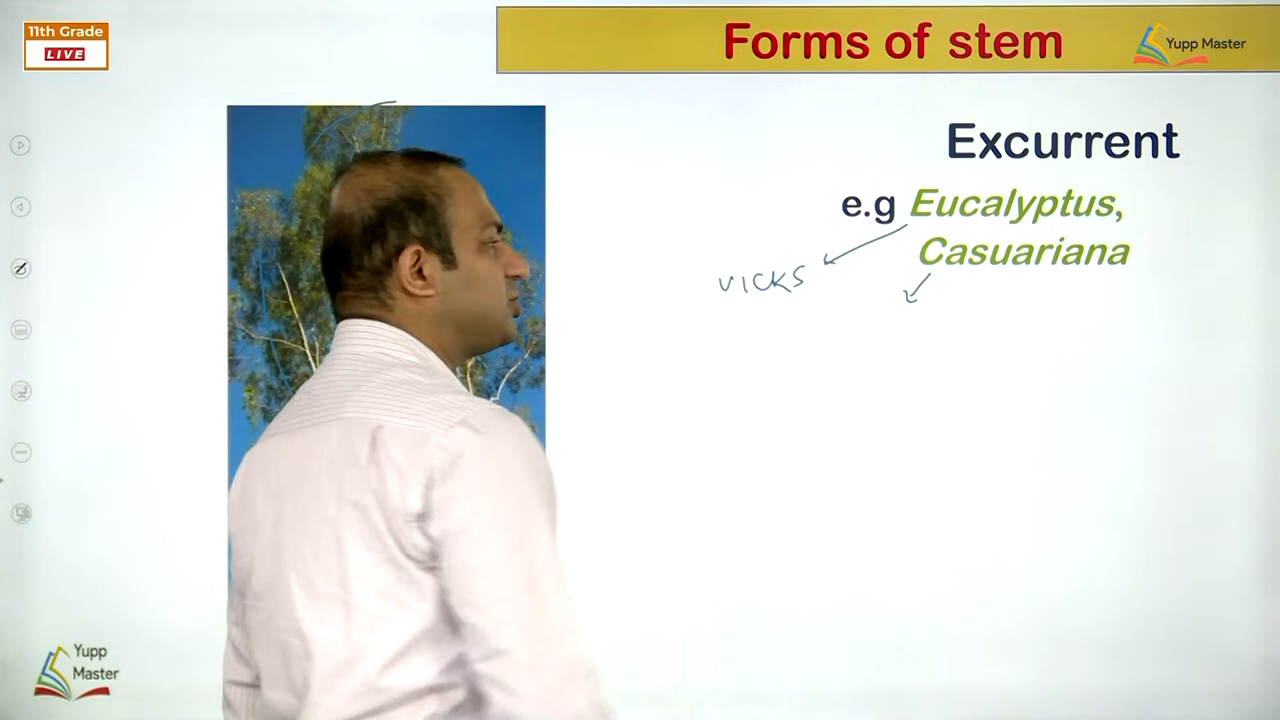 11th Grade
LIVE
Forms of stem
Yupp Master
Excurrent
e.g Eucalyptus,
Casuariana
VICKS
Yupp
Master